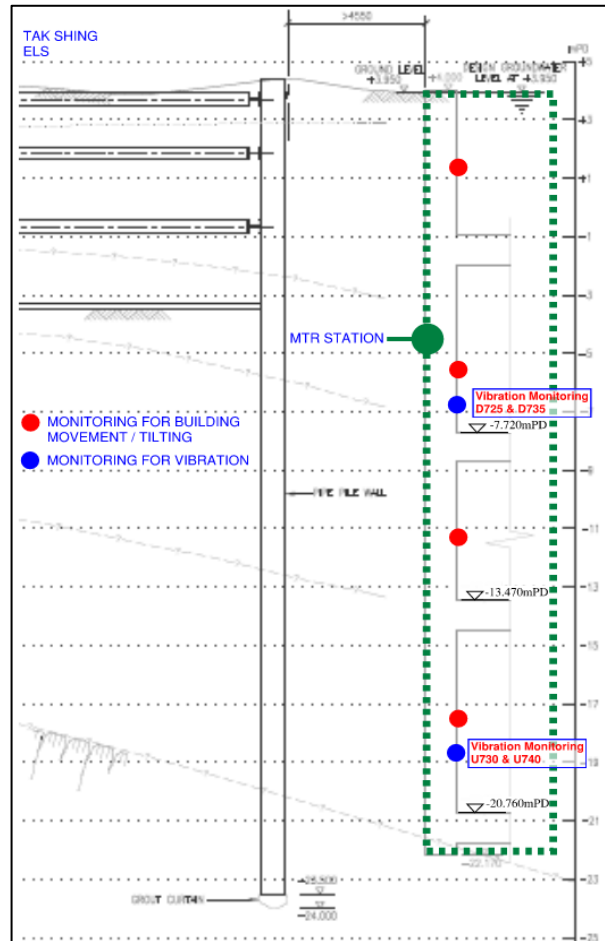 TAK SHING
ELS
>4550
mPD
GROUND LEVEL
+3.950
+4.000
DESIGN GROUNDWATER
LEVEL AT +3.950
+5
+3
+1
-1
-3
MTR STATION
-5
Vibration Monitoring
D725 & D735
-7.720mPD
MONITORING FOR BUILDING
MOVEMENT / TILTING
MONITORING FOR VIBRATION
-9
PIPE PILE WALL
-11
-13.470mPD
-13
-15
-17
Vibration Monitoring
U730 & U740
-19
-20.760mPD
-21
-22.170
-23
GROUT CURTAIN
-24.000
-25